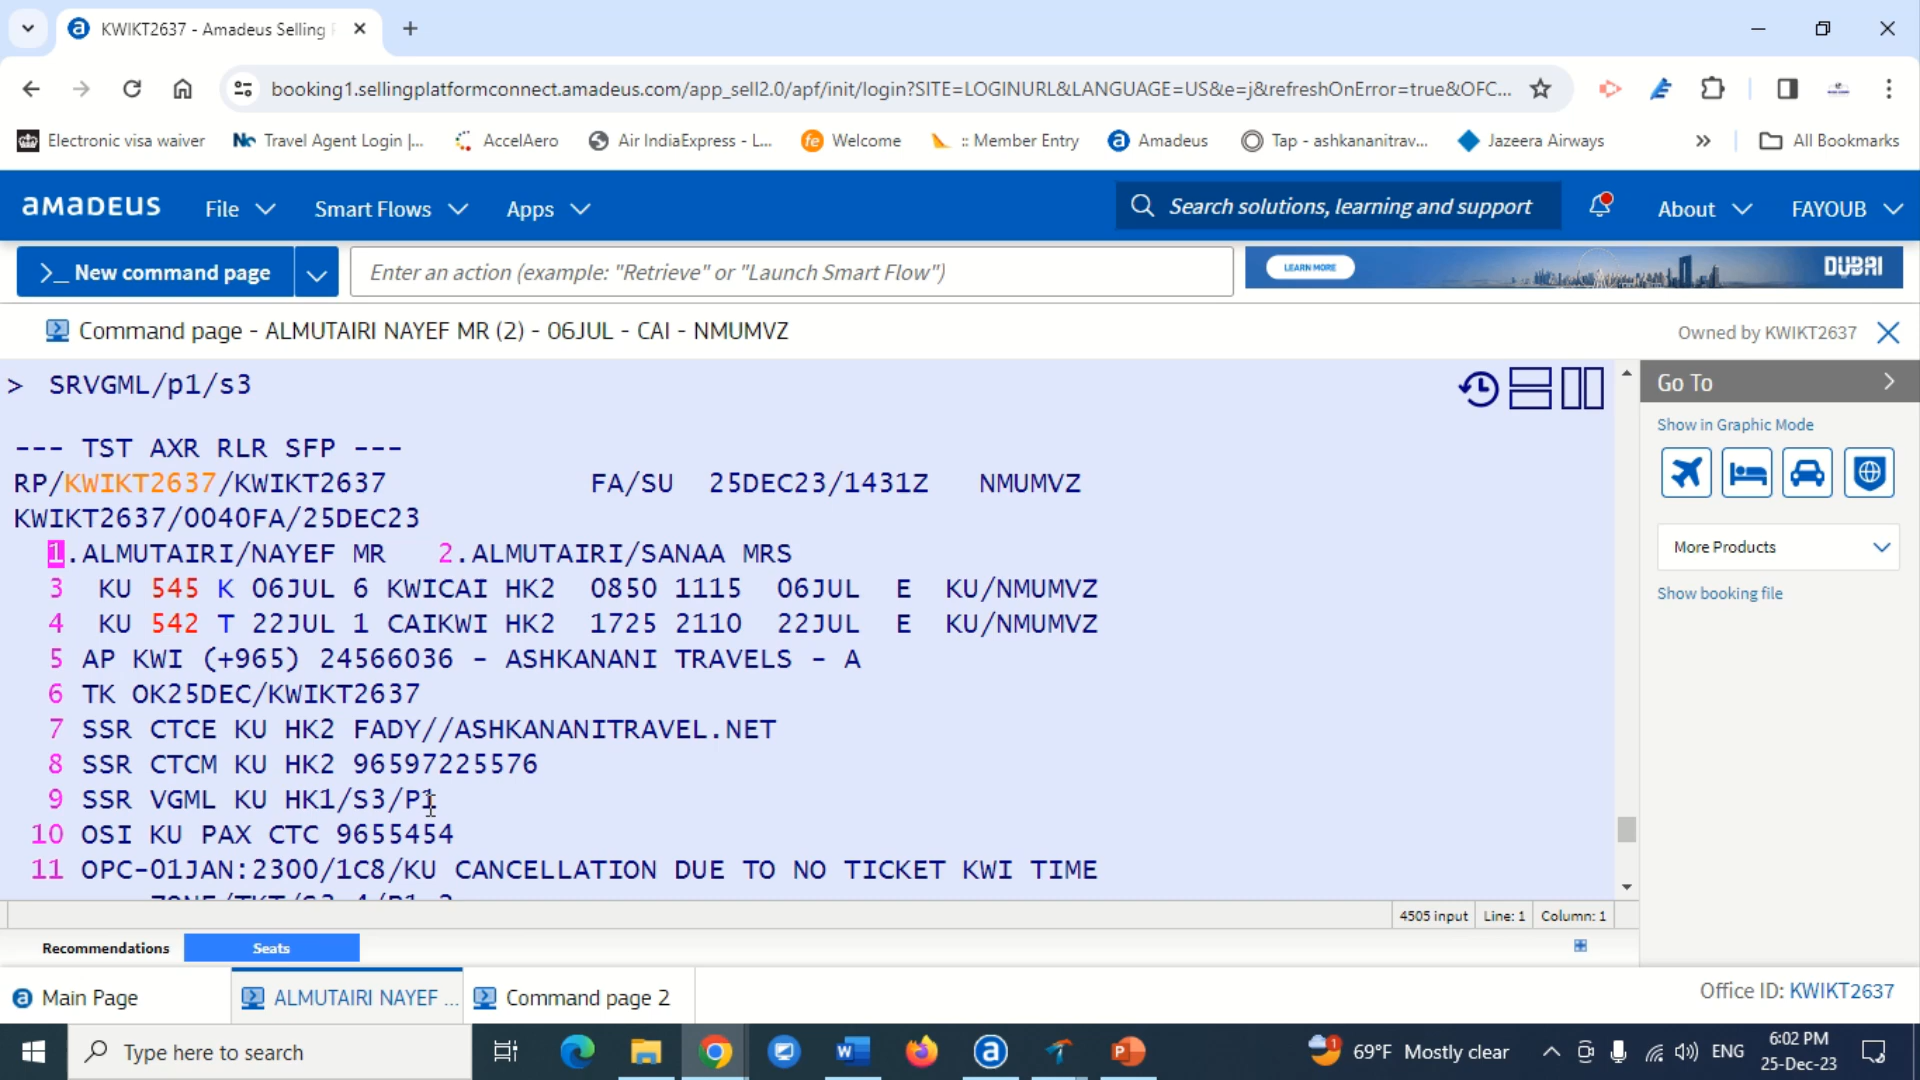 KWIKT2637 - Amadeus Selling
booking1.sellingplatformconnect.amadeus.com/app_sell2.0/apf/init/login?SITE=LOGINURL&LANGUAGE=US&e=j&refreshOnError=true&OFC...
Electronic visa waiver Travel Agent Login |... AccelAero Air IndiaExpress - L... Welcome :: Member Entry Amadeus Tap - ashkananitrav... Jazeera Airways » All Bookmarks
amadeus File Smart Flows Apps Search solutions, learning and support About FAYOUB
>_ New command page Enter an action (example: "Retrieve" or "Launch Smart Flow") LEARN MORE DUBAI
Command page - ALMUTAIRI NAYEF MR (2) - 06JUL - CAI - NMUMVZ Owned by KWIKT2637
> SRVGML/p1/s3
Go To
Show in Graphic Mode
More Products
Show booking file
--- TST AXR RLR SFP ---
RP/KWIKT2637/KWIKT2637 FA/SU 25DEC23/1431Z NMUMVZ
KWIKT2637/0040FA/25DEC23
1.ALMUTAIRI/NAYEF MR 2.ALMUTAIRI/SANAA MRS
3 KU 545 K 06JUL 6 KWICAI HK2 0850 1115 06JUL E KU/NMUMVZ
4 KU 542 T 22JUL 1 CAIKWI HK2 1725 2110 22JUL E KU/NMUMVZ
5 AP KWI (+965) 24566036 - ASHKANANI TRAVELS - A
6 TK OK25DEC/KWIKT2637
7 SSR CTCE KU HK2 FADY//ASHKANANITRAVEL.NET
8 SSR CTCM KU HK2 96597225576
9 SSR VGML KU HK1/S3/P1
10 OSI KU PAX CTC 9655454
11 OPC-01JAN:2300/1C8/KU CANCELLATION DUE TO NO TICKET KWI TIME
4505 input Line: 1 Column: 1
Recommendations Seats
Main Page ALMUTAIRI NAYEF ... Command page 2 Office ID: KWIKT2637
Type here to search 69°F Mostly clear ENG 6:02 PM
25-Dec-23